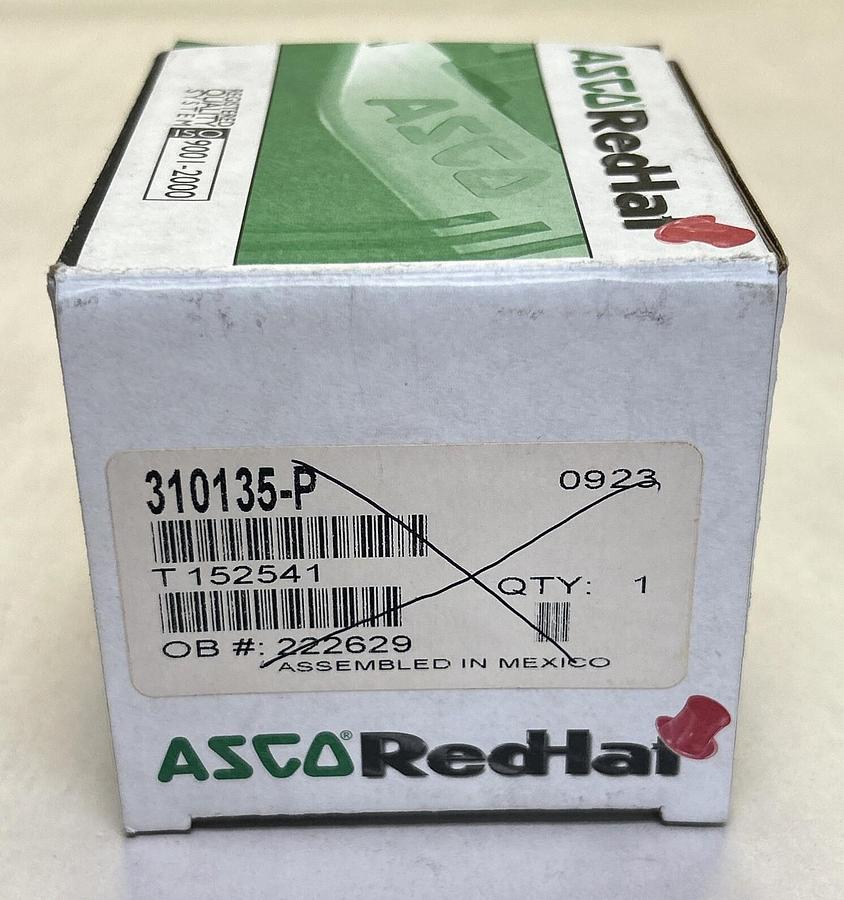 REGISTERED
QUALITY
SYSTEM
ISO 9001-2000
ASCO
ASCO RedHat
310135-P
0923
T 152541
QTY: 1
OB #: 222629
ASSEMBLED IN MEXICO
ASCO® RedHat